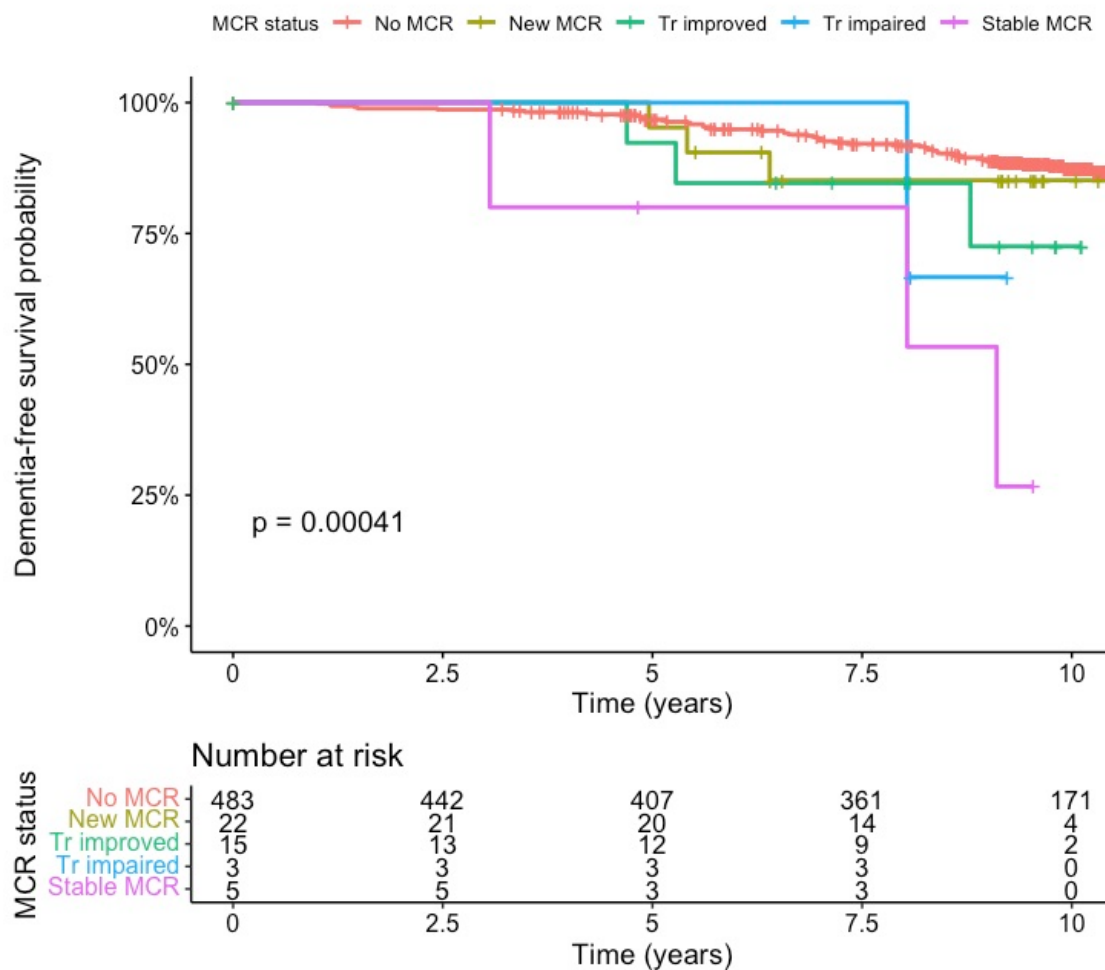 MCR status No MCR New MCR Tr improved Tr impaired Stable MCR
Dementia-free survival probability
100%
75%
50%
25%
0%
p = 0.00041
0 2.5 5 7.5 10
Time (years)
Number at risk
MCR status
No MCR 483 442 407 361 171
New MCR 22 21 20 14 4
Tr improved 15 13 12 9 2
Tr impaired 3 3 3 3 0
Stable MCR 5 5 3 3 0
0 2.5 5 7.5 10
Time (years)